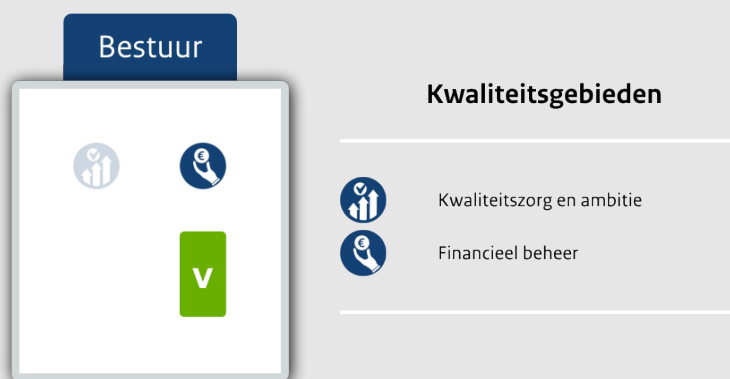 Bestuur
Kwaliteitsgebieden
Kwaliteitszorg en ambitie
Financieel beheer
V